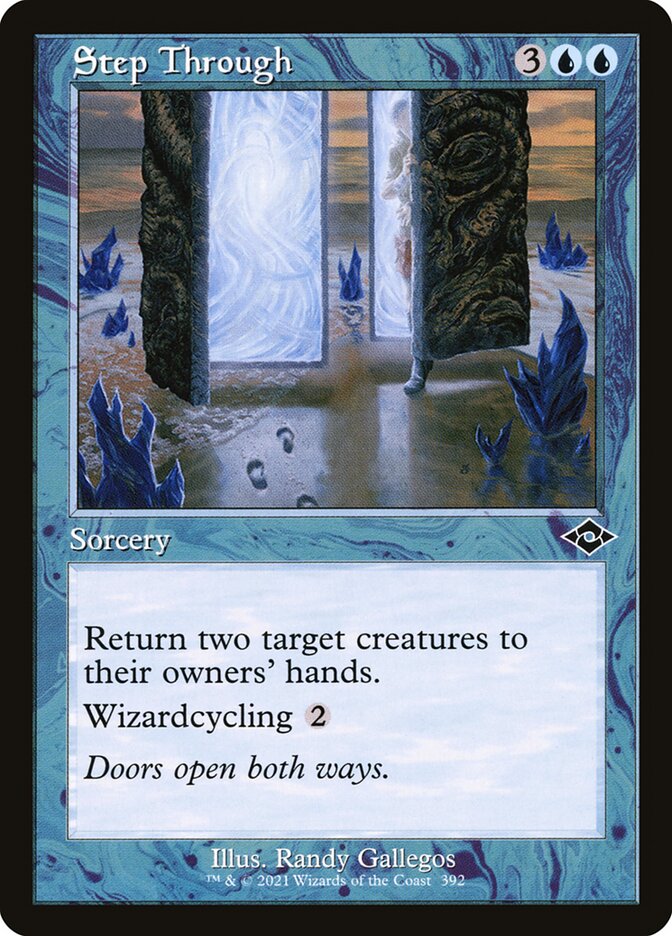 Step Through 3
Sorcery
Return two target creatures to
their owners' hands.
Wizardcycling 2
Doors open both ways.
Illus. Randy Gallegos
™ & © 2021 Wizards of the Coast 392